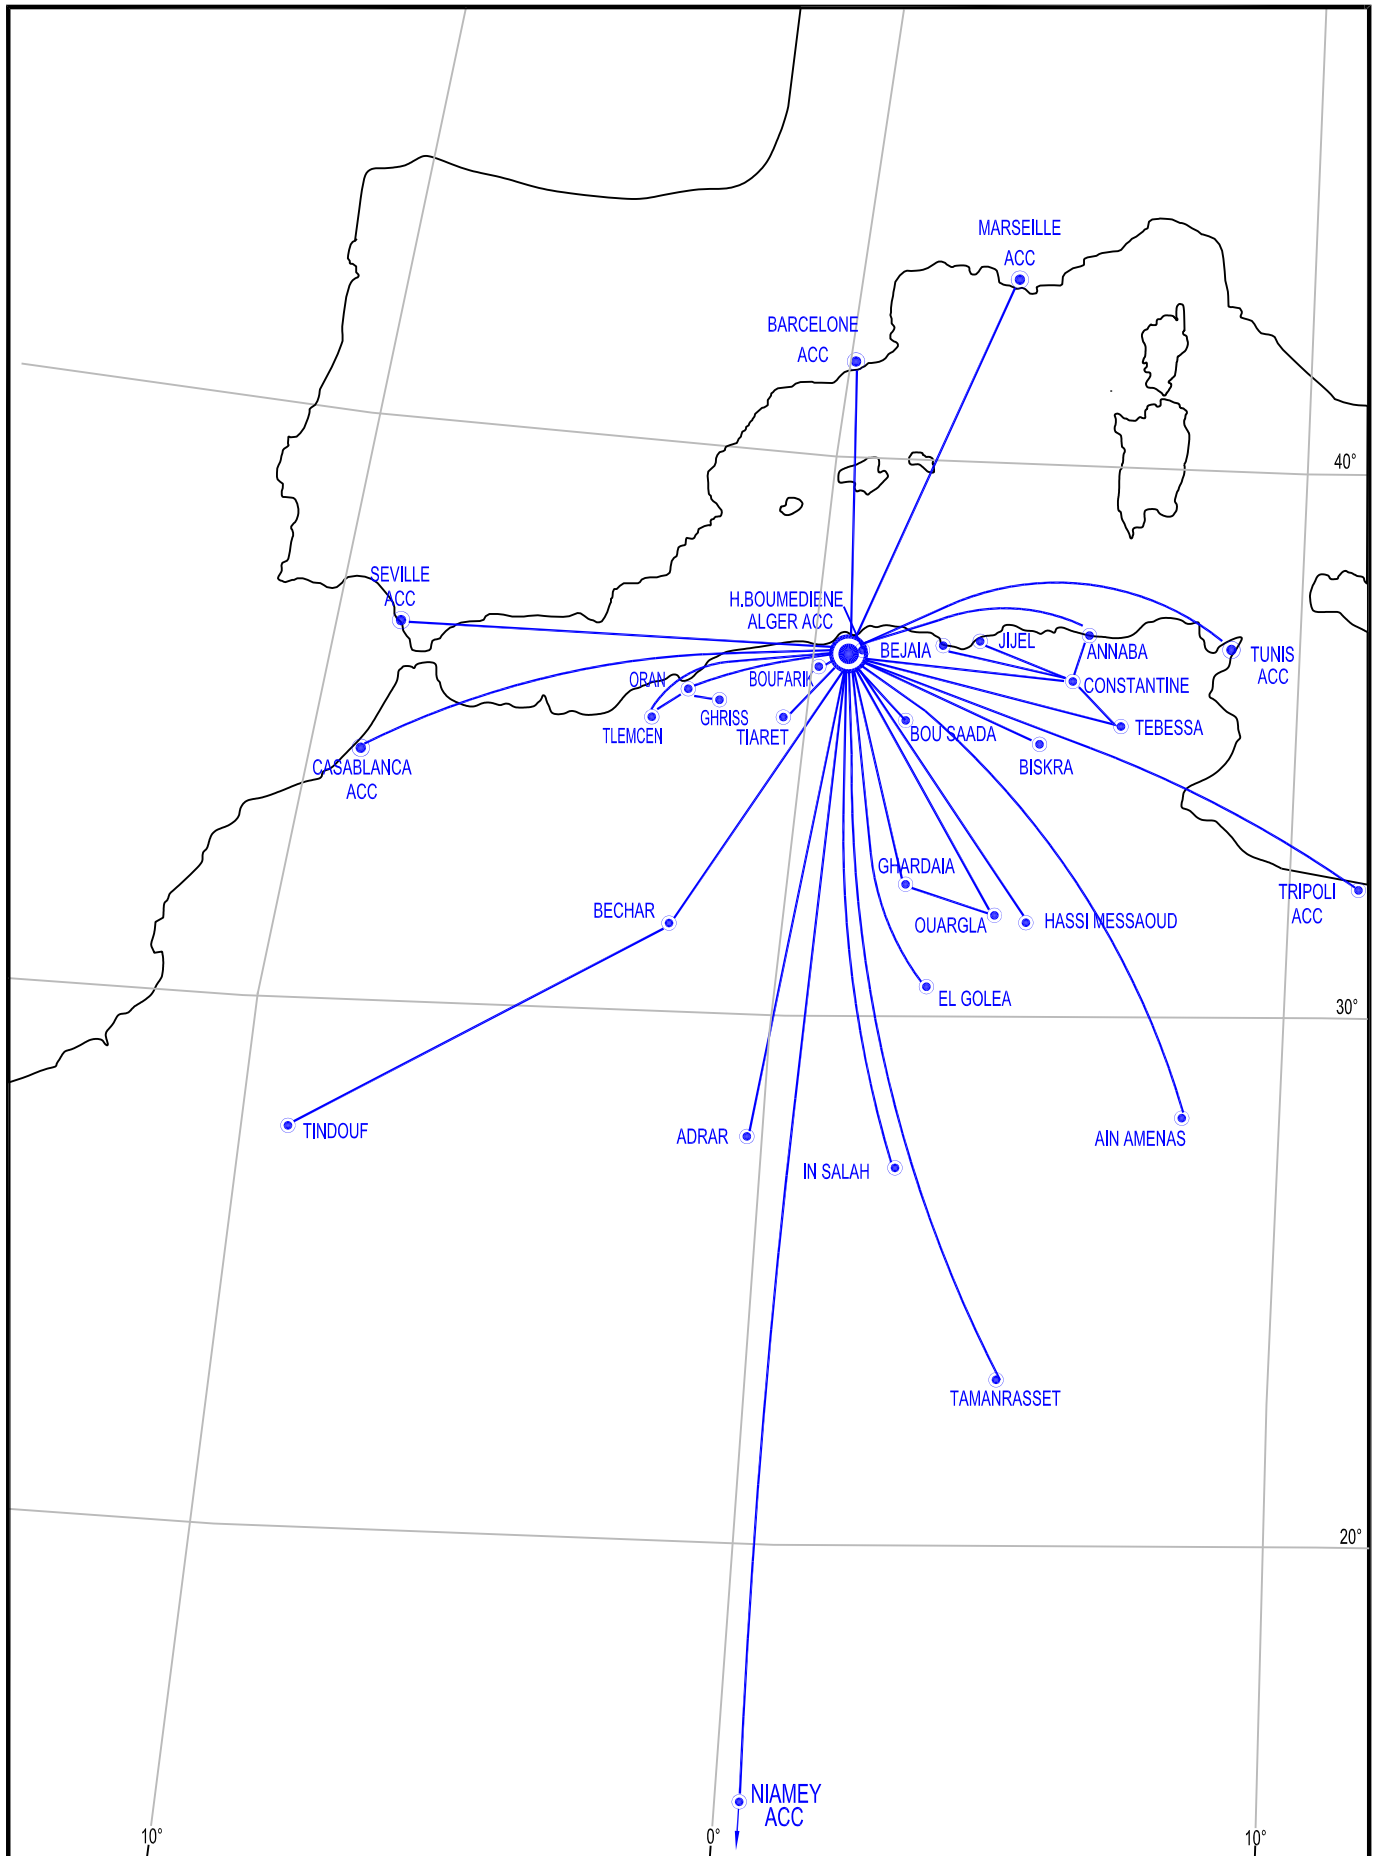 MARSEILLE
ACC
BARCELONE
ACC
40°
SEVILLE
ACC
H.BOUMEDIENE
ALGER ACC
BEJAIA
JIJEL
ANNABA
TUNIS
ACC
ORAN
BOUFARIK
CONSTANTINE
TLEMCEN
GHRISS
TIARET
BOU SAADA
TEBESSA
CASABLANCA
ACC
BISKRA
GHARDAIA
TRIPOLI
ACC
BECHAR
OUARGLA
HASSI MESSAOUD
EL GOLEA
30°
TINDOUF
ADRAR
AIN AMENAS
IN SALAH
TAMANRASSET
20°
NIAMEY
ACC
10°
0°
10°